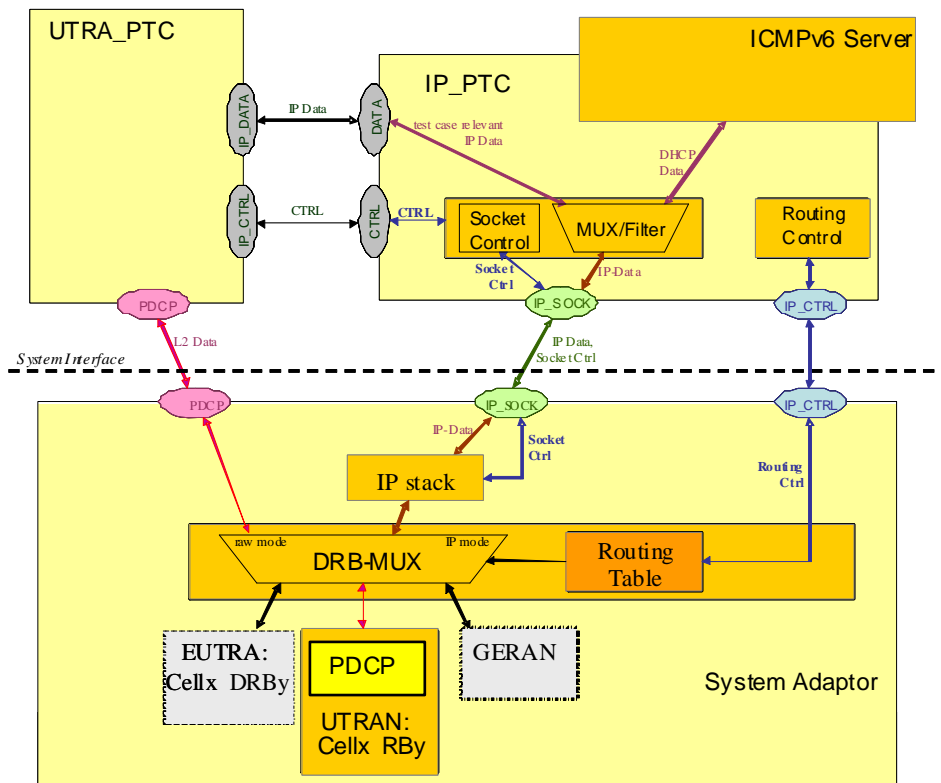 UTRA_PTC
ICMPv6 Server
IP_PTC
IP_DATA
IP Data
DATA
test case relevant
IP Data
DHCP
Data
IP_CTRL
CTRL
CTRL
CTRL
Socket
Control
MUX/Filter
Routing
Control
Socket
Ctrl
IP-Data
PDCP
IP_SOCK
IP_CTRL
L2 Data
IP Data,
Socket Ctrl
System Interface
PDCP
IP_SOCK
IP_CTRL
IP-Data
Socket
Ctrl
IP stack
Routing
Ctrl
raw mode
IP mode
DRB-MUX
Routing
Table
EUTRA:
Cellx DRBy
PDCP
UTRAN:
Cellx RBy
GERAN
System Adaptor